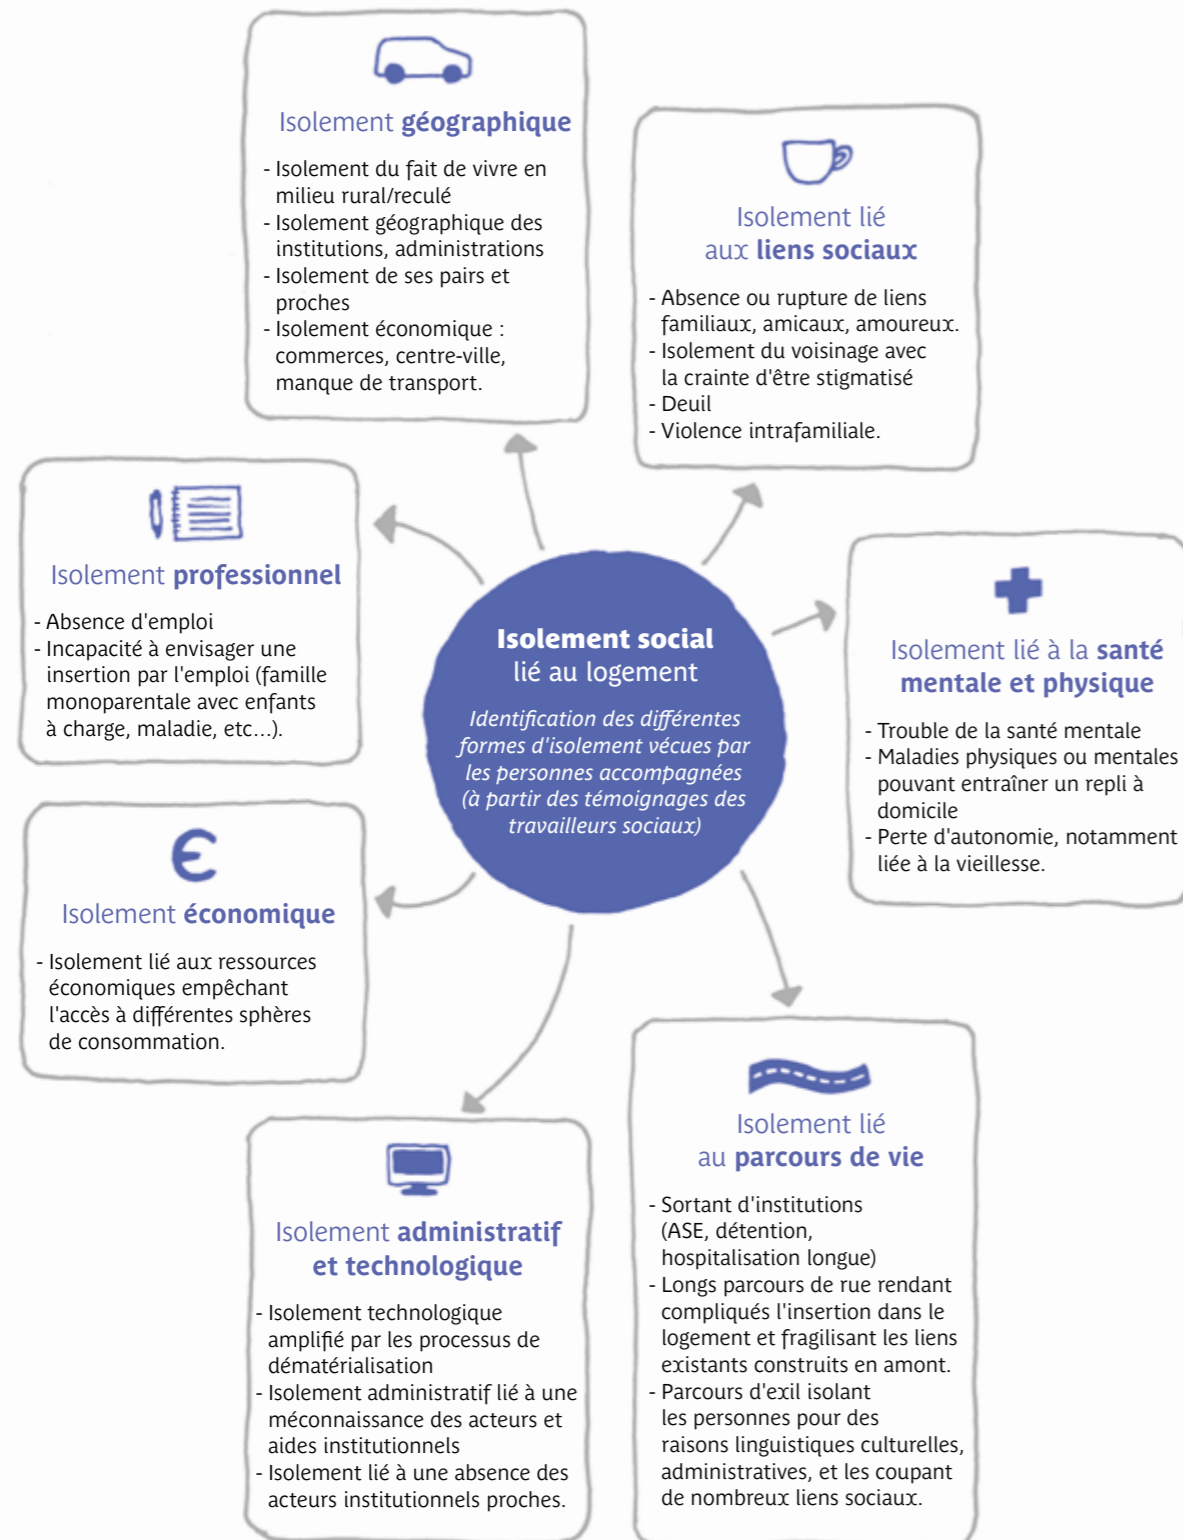 Isolement géographique
- Isolement du fait de vivre en
milieu rural/reculé
- Isolement géographique des
institutions, administrations
- Isolement de ses pairs et
proches
- Isolement économique :
commerces, centre-ville,
manque de transport.
Isolement lié
aux liens sociaux
- Absence ou rupture de liens
familiaux, amicaux, amoureux.
- Isolement du voisinage avec
la crainte d'être stigmatisé
- Deuil
- Violence intrafamiliale.
Isolement professionnel
- Absence d'emploi
- Incapacité à envisager une
insertion par l'emploi (famille
monoparentale avec enfants
à charge, maladie, etc...).
Isolement social
lié au logement
Identification des différentes
formes d'isolement vécues par
les personnes accompagnées
(à partir des témoignages des
travailleurs sociaux)
Isolement lié à la santé
mentale et physique
- Trouble de la santé mentale
- Maladies physiques ou mentales
pouvant entraîner un repli à
domicile
- Perte d'autonomie, notamment
liée à la vieillesse.
€
Isolement économique
- Isolement lié aux ressources
économiques empêchant
l'accès à différentes sphères
de consommation.
Isolement administratif
et technologique
- Isolement technologique
amplifié par les processus de
dématérialisation
- Isolement administratif lié à une
méconnaissance des acteurs et
aides institutionnels
- Isolement lié à une absence des
acteurs institutionnels proches.
Isolement lié
au parcours de vie
- Sortant d'institutions
(ASE, détention,
hospitalisation longue)
- Longs parcours de rue rendant
compliqués l'insertion dans le
logement et fragilisant les liens
existants construits en amont.
- Parcours d'exil isolant
les personnes pour des
raisons linguistiques culturelles,
administratives, et les coupant
de nombreux liens sociaux.